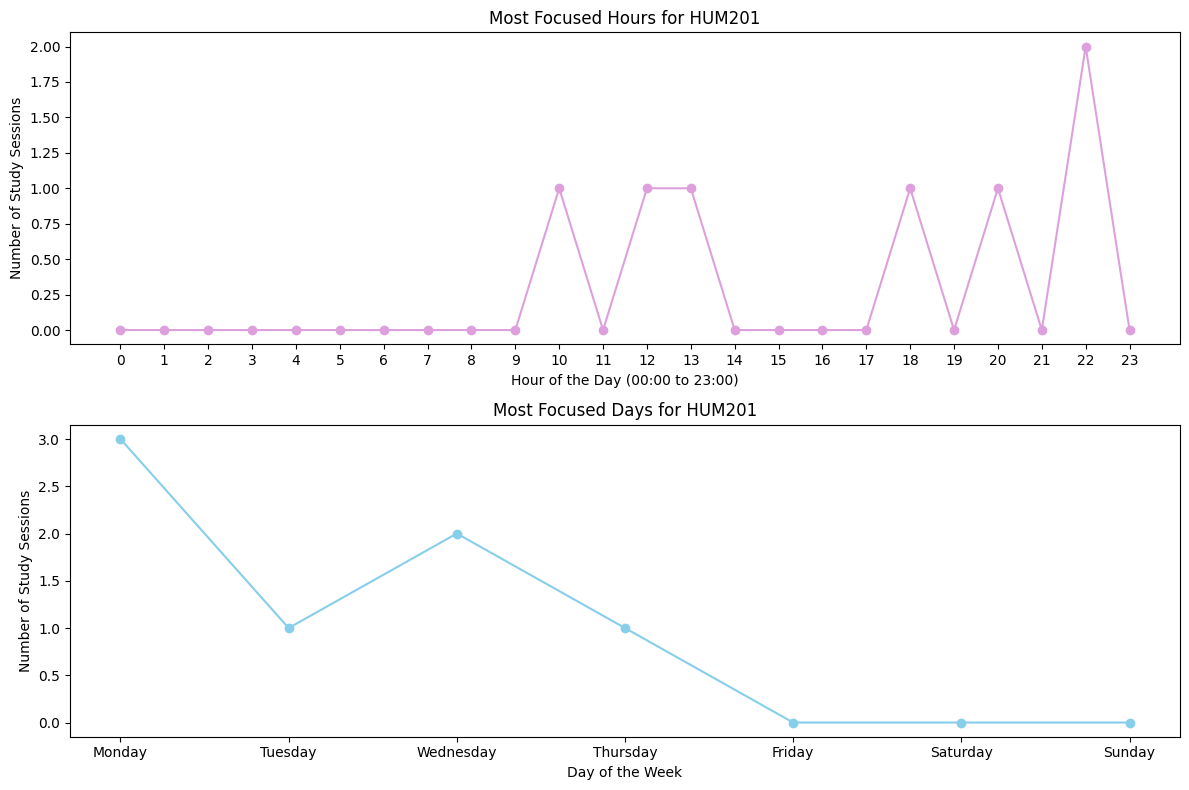 Most Focused Hours for HUM201
Number of Study Sessions
2.00
1.75
1.50
1.25
1.00
0.75
0.50
0.25
0.00
0 1 2 3 4 5 6 7 8 9 10 11 12 13 14 15 16 17 18 19 20 21 22 23
Hour of the Day (00:00 to 23:00)
Most Focused Days for HUM201
Number of Study Sessions
3.0
2.5
2.0
1.5
1.0
0.5
0.0
Monday Tuesday Wednesday Thursday Friday Saturday Sunday
Day of the Week